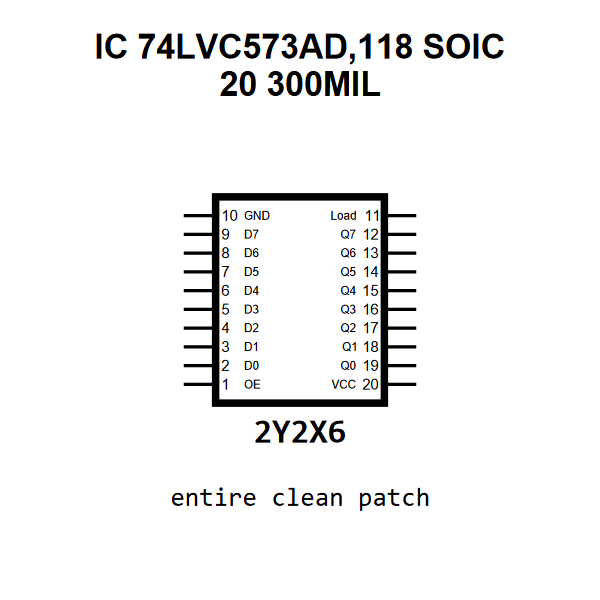 IC 74LVC573AD,118 SOIC
20 300MIL
10 GND Load 11
9 D7 Q7 12
8 D6 Q6 13
7 D5 Q5 14
6 D4 Q4 15
5 D3 Q3 16
4 D2 Q2 17
3 D1 Q1 18
2 D0 Q0 19
1 OE VCC 20
2Y2X6
entire clean patch